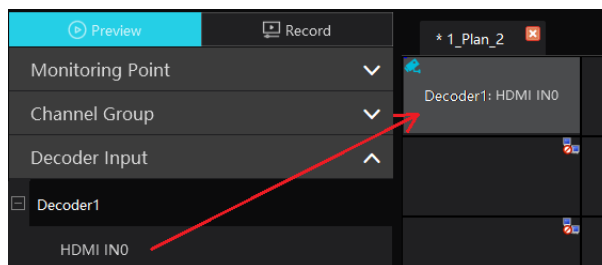 Preview
Record
* 1_Plan_2
Monitoring Point
Channel Group
Decoder1: HDMI IN0
Decoder Input
Decoder1
HDMI IN0